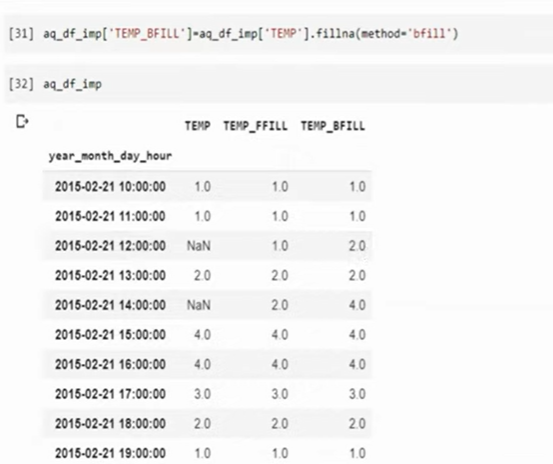 [31] aq_df_imp['TEMP_BFILL']=aq_df_imp['TEMP'].fillna(method='bfill')
[32] aq_df_imp
TEMP TEMP_FFILL TEMP_BFILL
year_month_day_hour
2015-02-21 10:00:00 1.0 1.0 1.0
2015-02-21 11:00:00 1.0 1.0 1.0
2015-02-21 12:00:00 NaN 1.0 2.0
2015-02-21 13:00:00 2.0 2.0 2.0
2015-02-21 14:00:00 NaN 2.0 4.0
2015-02-21 15:00:00 4.0 4.0 4.0
2015-02-21 16:00:00 4.0 4.0 4.0
2015-02-21 17:00:00 3.0 3.0 3.0
2015-02-21 18:00:00 2.0 2.0 2.0
2015-02-21 19:00:00 1.0 1.0 1.0